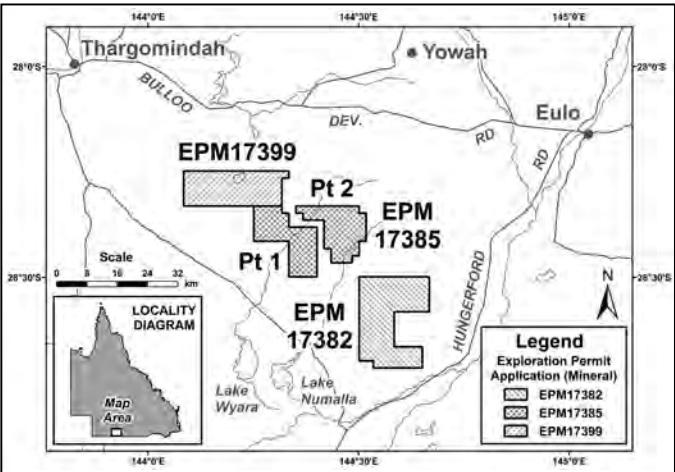 144°0'E
144°30'E
145°0'E
Thargomindah
Yowah
28°0'S
28°0'S
BULLOO
DEV.
RD
Eulo
RD
EPM17399
Pt 2
EPM
17385
Pt 1
Scale
0 8 16 24 32
km
28°30'S
28°30'S
HUNGERFORD
N
EPM
17382
LOCALITY
DIAGRAM
Map
Area
Lake
Wyara
Lake
Numalla
Legend
Exploration Permit
Application (Mineral)
EPM17382
EPM17385
EPM17399
144°0'E
144°30'E
145°0'E